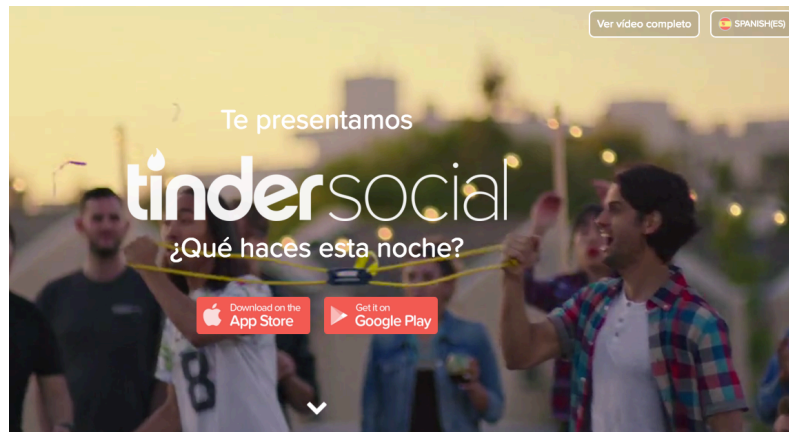 Ver vídeo completo
SPANISH(ES)
Te presentamos
tindersocial
¿Qué haces esta noche?
Download on the
App Store
Get it on
Google Play
8